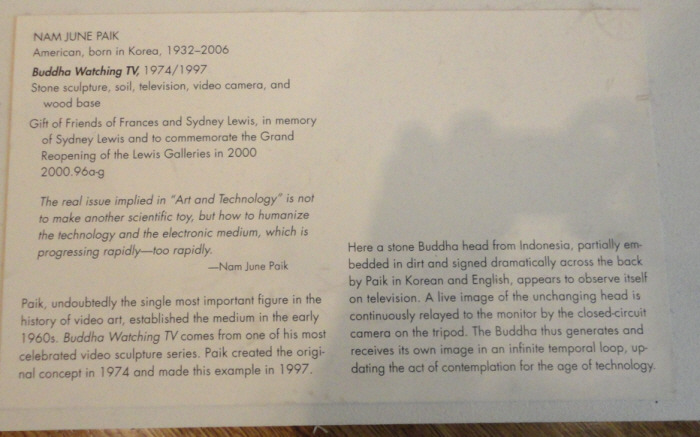 NAM JUNE PAIK
American, born in Korea, 1932–2006
Buddha Watching TV, 1974/1997
Stone sculpture, soil, television, video camera, and
wood base
Gift of Friends of Frances and Sydney Lewis, in memory
of Sydney Lewis and to commemorate the Grand
Reopening of the Lewis Galleries in 2000
2000.96a-g
The real issue implied in "Art and Technology" is not
to make another scientific toy, but how to humanize
the technology and the electronic medium, which is
progressing rapidly—too rapidly.
—Nam June Paik
Paik, undoubtedly the single most important figure in the
history of video art, established the medium in the early
1960s. Buddha Watching TV comes from one of his most
celebrated video sculpture series. Paik created the origi-
nal concept in 1974 and made this example in 1997.
Here a stone Buddha head from Indonesia, partially em-
bedded in dirt and signed dramatically across the back
by Paik in Korean and English, appears to observe itself
on television. A live image of the unchanging head is
continuously relayed to the monitor by the closed-circuit
camera on the tripod. The Buddha thus generates and
receives its own image in an infinite temporal loop, up-
dating the act of contemplation for the age of technology.